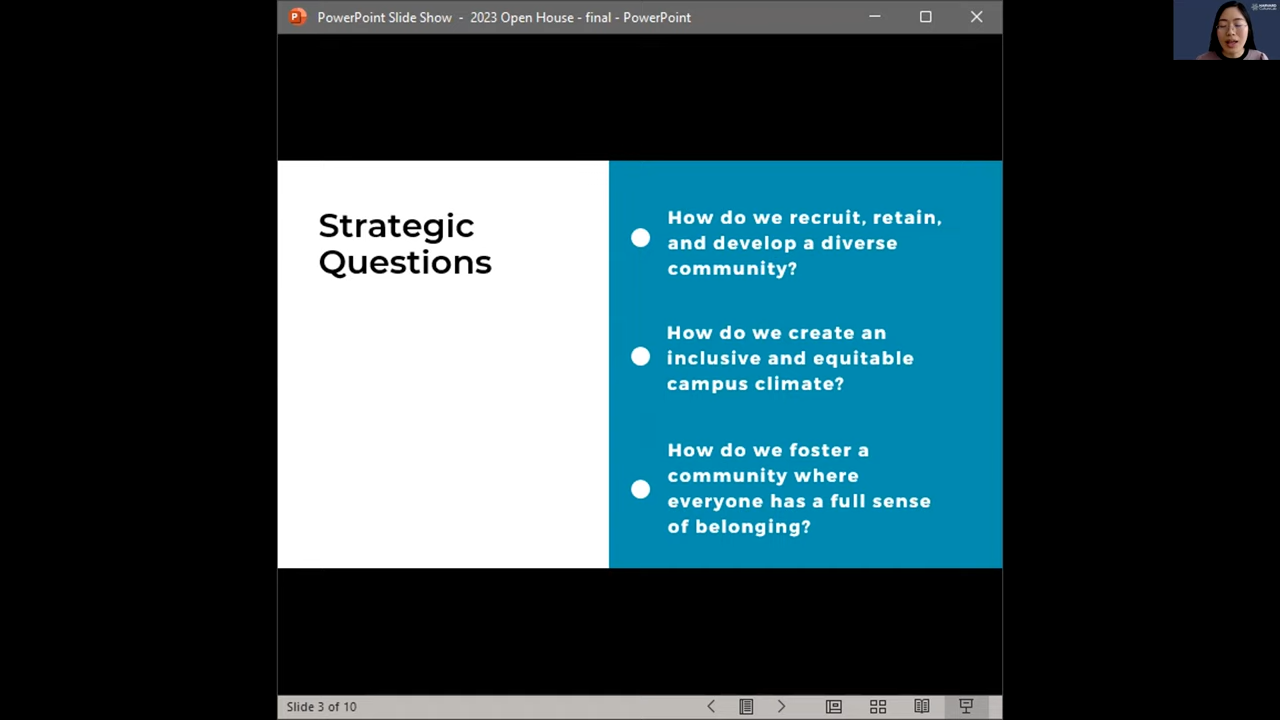 PowerPoint Slide Show - 2023 Open House - final - PowerPoint
Strategic
Questions
How do we recruit, retain,
and develop a diverse
community?
How do we create an
inclusive and equitable
campus climate?
How do we foster a
community where
everyone has a full sense
of belonging?
Slide 3 of 10